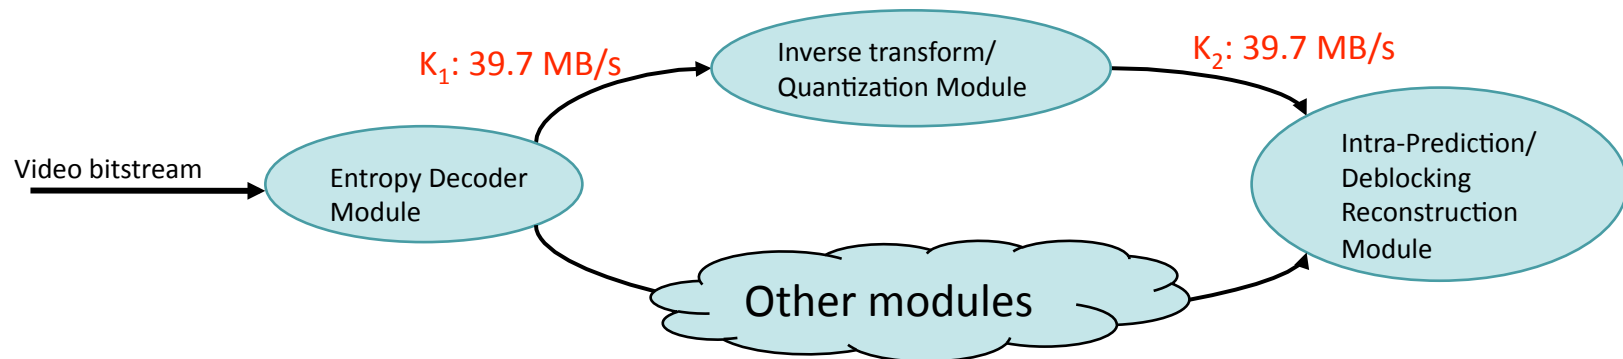 Video bitstream
Entropy Decoder
Module
K₁: 39.7 MB/s
Inverse transform/
Quantization Module
K₂: 39.7 MB/s
Intra-Prediction/
Deblocking
Reconstruction
Module
Other modules